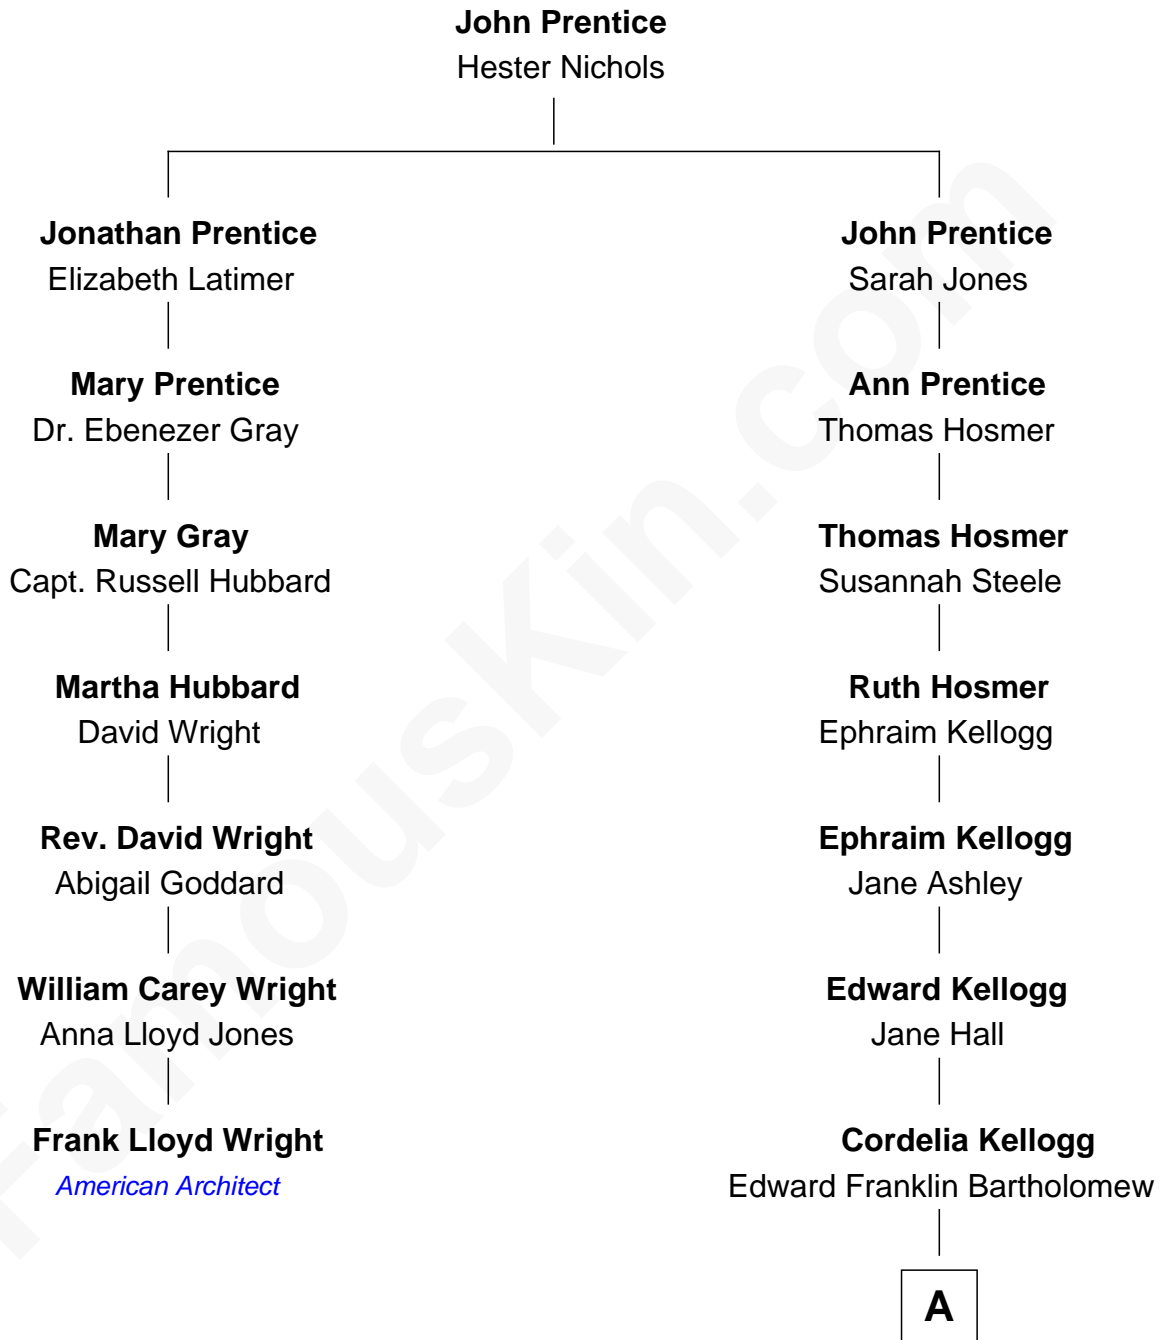 John Prentice
Hester Nichols
Jonathan Prentice
Elizabeth Latimer
John Prentice
Sarah Jones
Mary Prentice
Dr. Ebenezer Gray
Ann Prentice
Thomas Hosmer
Mary Gray
Capt. Russell Hubbard
Thomas Hosmer
Susannah Steele
Martha Hubbard
David Wright
Ruth Hosmer
Ephraim Kellogg
Rev. David Wright
Abigail Goddard
Ephraim Kellogg
Jane Ashley
William Carey Wright
Anna Lloyd Jones
Edward Kellogg
Jane Hall
Frank Lloyd Wright
American Architect
Cordelia Kellogg
Edward Franklin Bartholomew
A
FamousKin.com